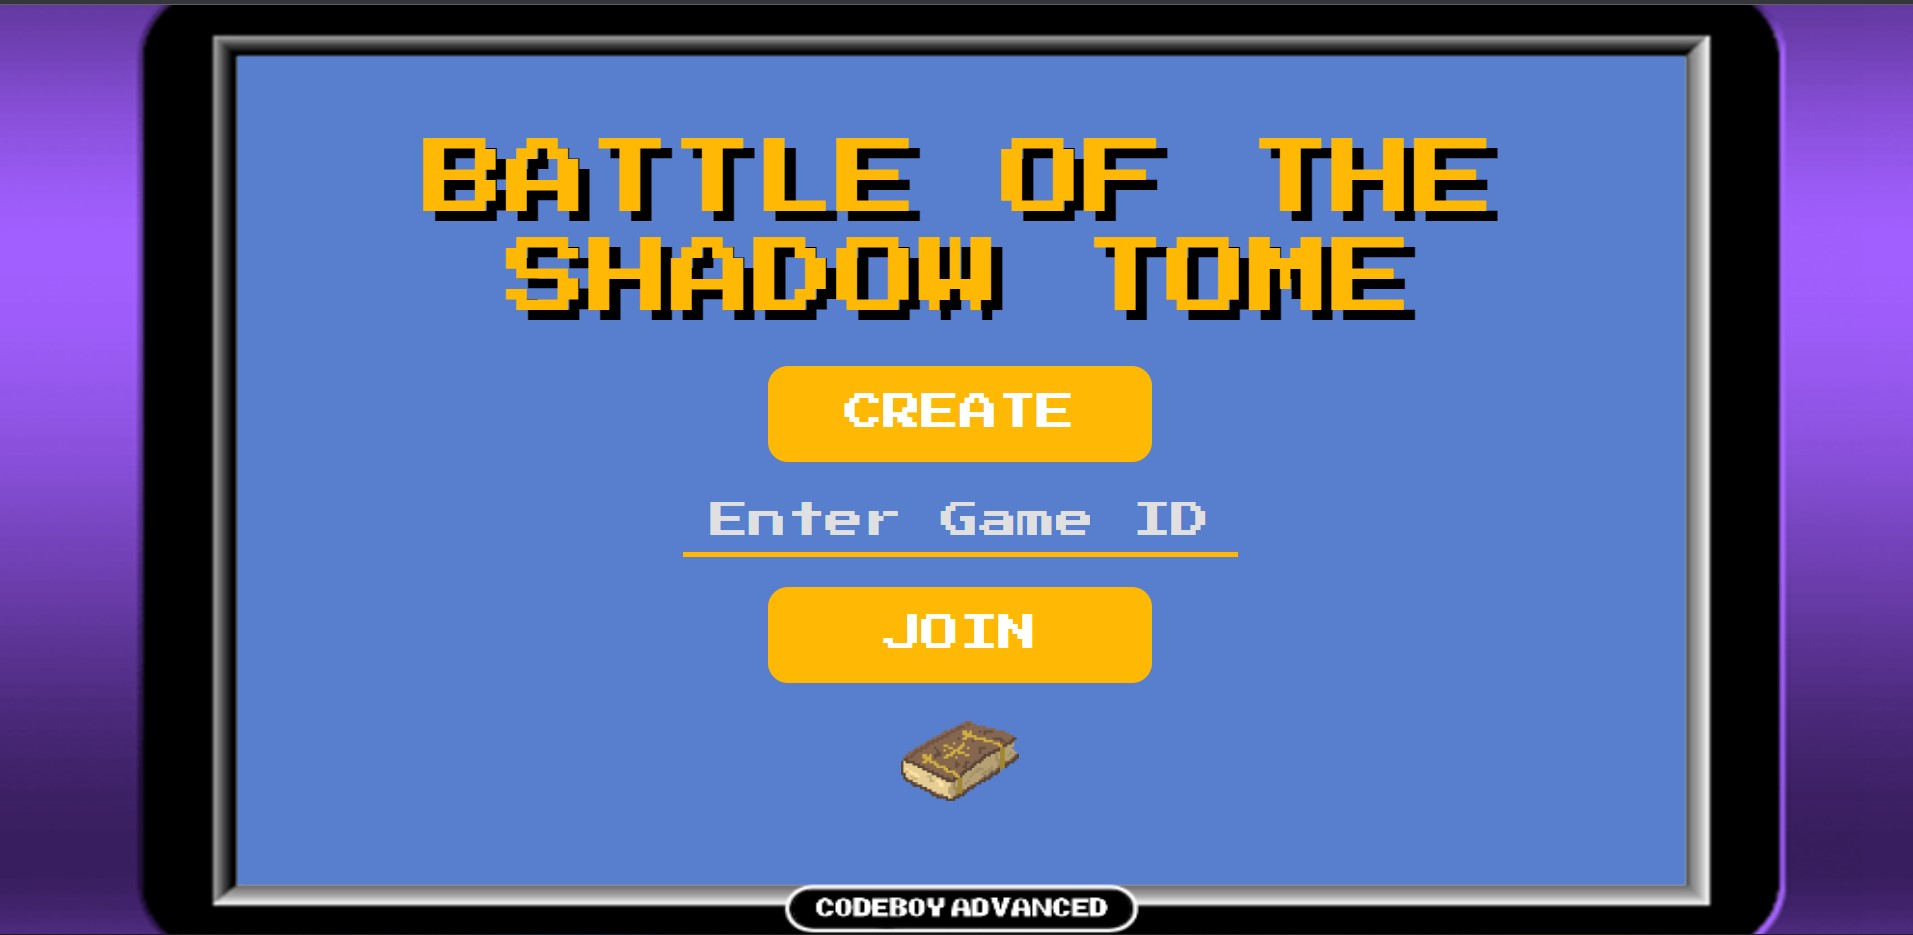 BATTLE OF THE
SHADOW TOME
CREATE
Enter Game ID
JOIN
CODEBOY ADVANCED